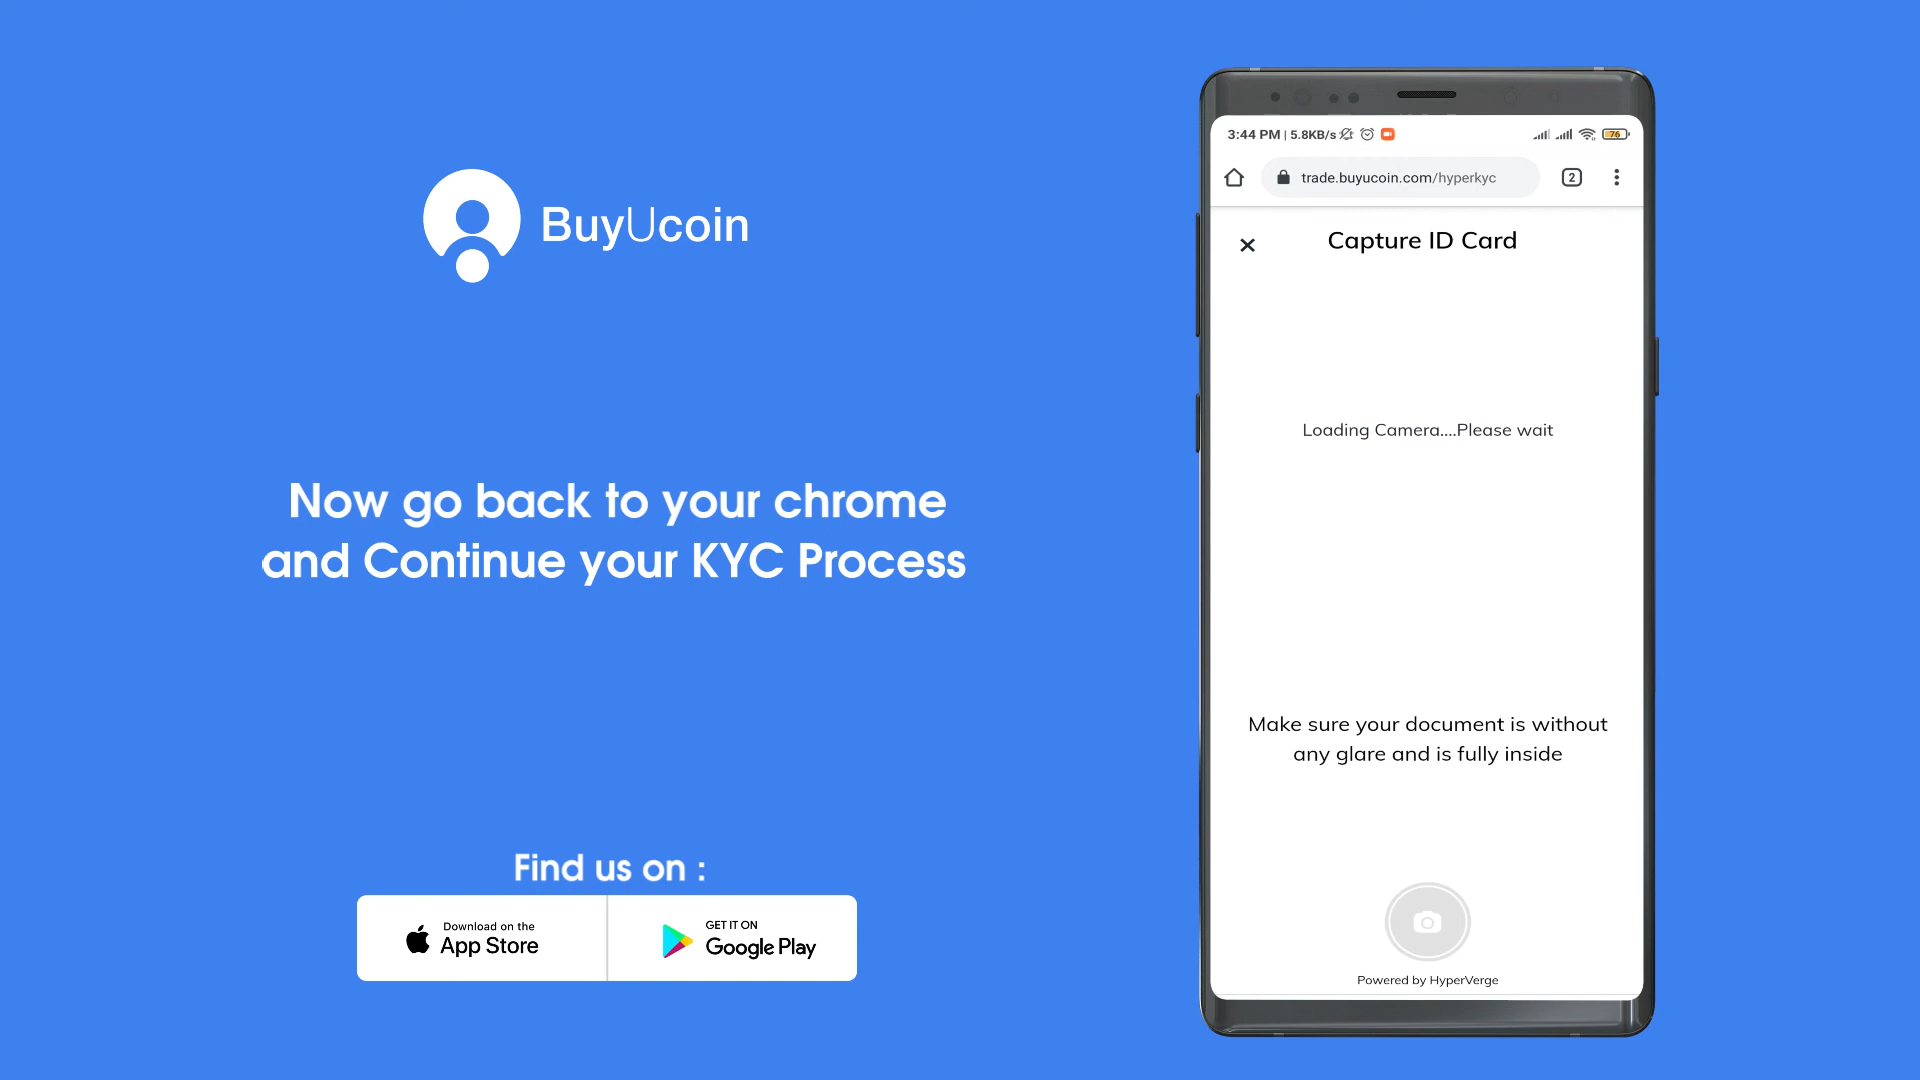 BuyUcoin
Now go back to your chrome
and Continue your KYC Process
Find us on :
Download on the
App Store
GET IT ON
Google Play
3:44 PM | 5.8KB/s
76
trade.buyucoin.com/hyperkyc
2
Capture ID Card
Loading Camera....Please wait
Make sure your document is without
any glare and is fully inside
Powered by HyperVerge